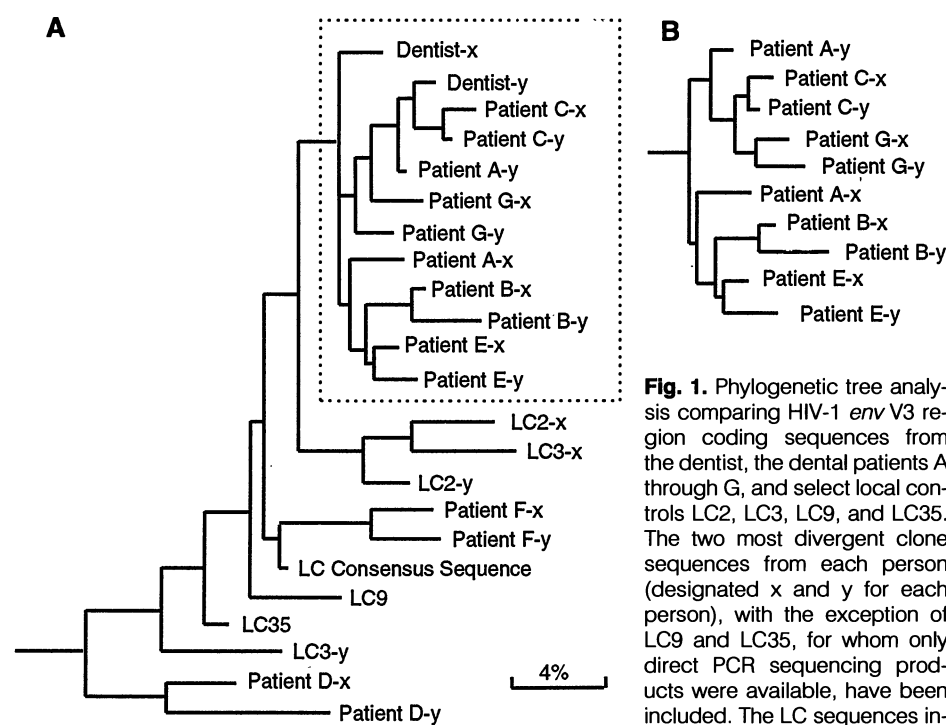 A
Dentist-x
Dentist-y
Patient C-x
Patient C-y
Patient A-y
Patient G-x
Patient G-y
Patient A-x
Patient B-x
Patient B-y
Patient E-x
Patient E-y
LC2-x
LC3-x
LC2-y
Patient F-x
Patient F-y
LC Consensus Sequence
LC9
LC35
LC3-y
Patient D-x
Patient D-y
4%
B
Patient A-y
Patient C-x
Patient C-y
Patient G-x
Patient G-y
Patient A-x
Patient B-x
Patient B-y
Patient E-x
Patient E-y
Fig. 1. Phylogenetic tree analy-
sis comparing HIV-1 env V3 re-
gion coding sequences from
the dentist, the dental patients A
through G, and select local con-
trols LC2, LC3, LC9, and LC35.
The two most divergent clone
sequences from each person
(designated x and y for each
person), with the exception of
LC9 and LC35, for whom only
direct PCR sequencing prod-
ucts were available, have been
included. The LC sequences in-